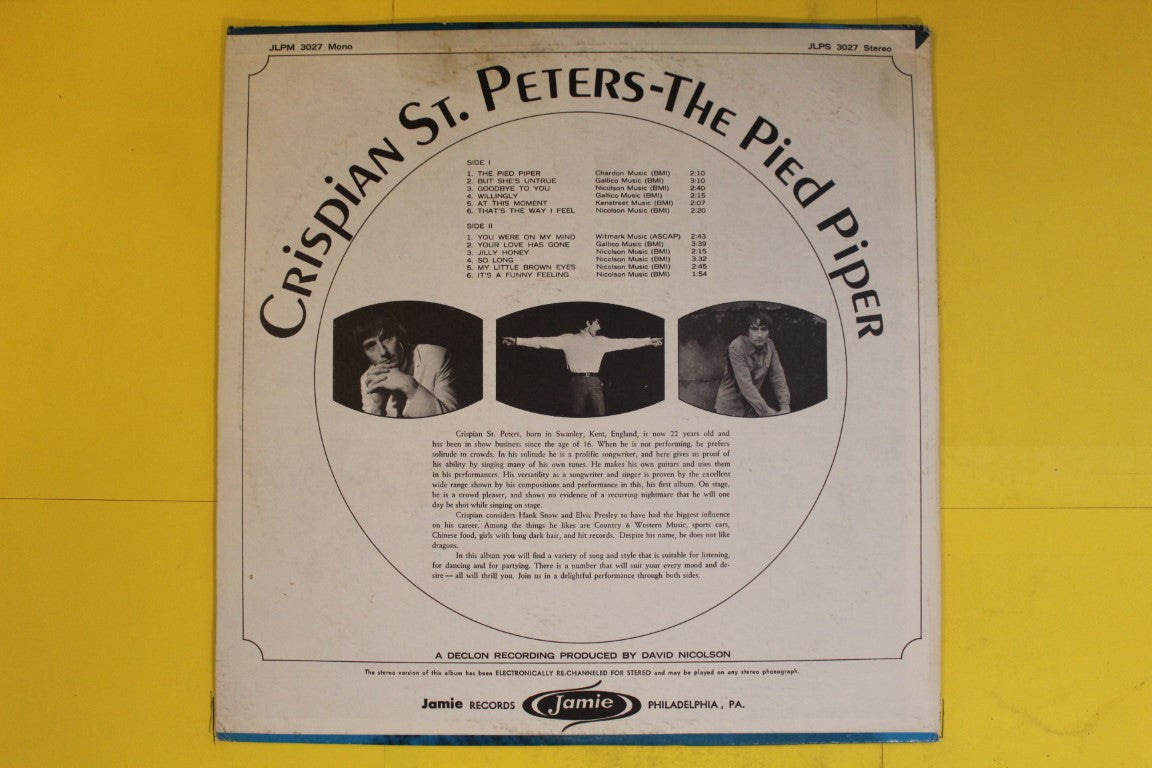 JLPM 3027 Mono
JLPS 3027 Stereo
CRISPIAN ST. PETERS-THE PIED PIPER
SIDE I
1. THE PIED PIPER Chardon Music (BMI) 2:10
2. BUT SHE'S UNTRUE Gallico Music (BMI) 3:10
3. GOODBYE TO YOU Nicolson Music (BMI) 2:40
4. WILLINGLY Gallico Music (BMI) 2:15
5. AT THIS MOMENT Kenstreet Music (BMI) 2:07
6. THAT'S THE WAY I FEEL Nicolson Music (BMI) 2:20
SIDE II
1. YOU WERE ON MY MIND Witmark Music (ASCAP) 2:43
2. YOUR LOVE HAS GONE Gallico Music (BMI) 3:39
3. JILLY HONEY Nicolson Music (BMI) 2:15
4. SO LONG Nicolson Music (BMI) 3:32
5. MY LITTLE BROWN EYES Nicolson Music (BMI) 2:45
6. IT'S A FUNNY FEELING Nicolson Music (BMI) 1:54
Crispian St. Peters, born in Swanley, Kent, England, is now 22 years old and
has been in show business since the age of 16. When he is not performing, he prefers
solitude to crowds. In his solitude he is a prolific songwriter, and here gives us proof of
his ability by singing many of his own tunes. He makes his own guitars and uses them
in his performances. His versatility as a songwriter and singer is proven by the excellent
wide range shown by his compositions and performance in this, his first album. On stage,
he is a crowd pleaser, and shows no evidence of a recurring nightmare that he will one
day be shot while singing on stage.
Crispian considers Hank Snow and Elvis Presley to have had the biggest influence
on his career. Among the things he likes are Country & Western Music, sports cars,
Chinese food, girls with long dark hair, and hit records. Despite his name, he does not like
dragons.
In this album you will find a variety of song and style that is suitable for listening,
for dancing and for partying. There is a number that will suit your every mood and de-
sire — all will thrill you. Join us in a delightful performance through both sides.
A DECLON RECORDING PRODUCED BY DAVID NICOLSON
The stereo version of this album has been ELECTRONICALLY RE-CHANNELED FOR STEREO and may be played on any stereo phonograph.
Jamie RECORDS Jamie PHILADELPHIA, PA.